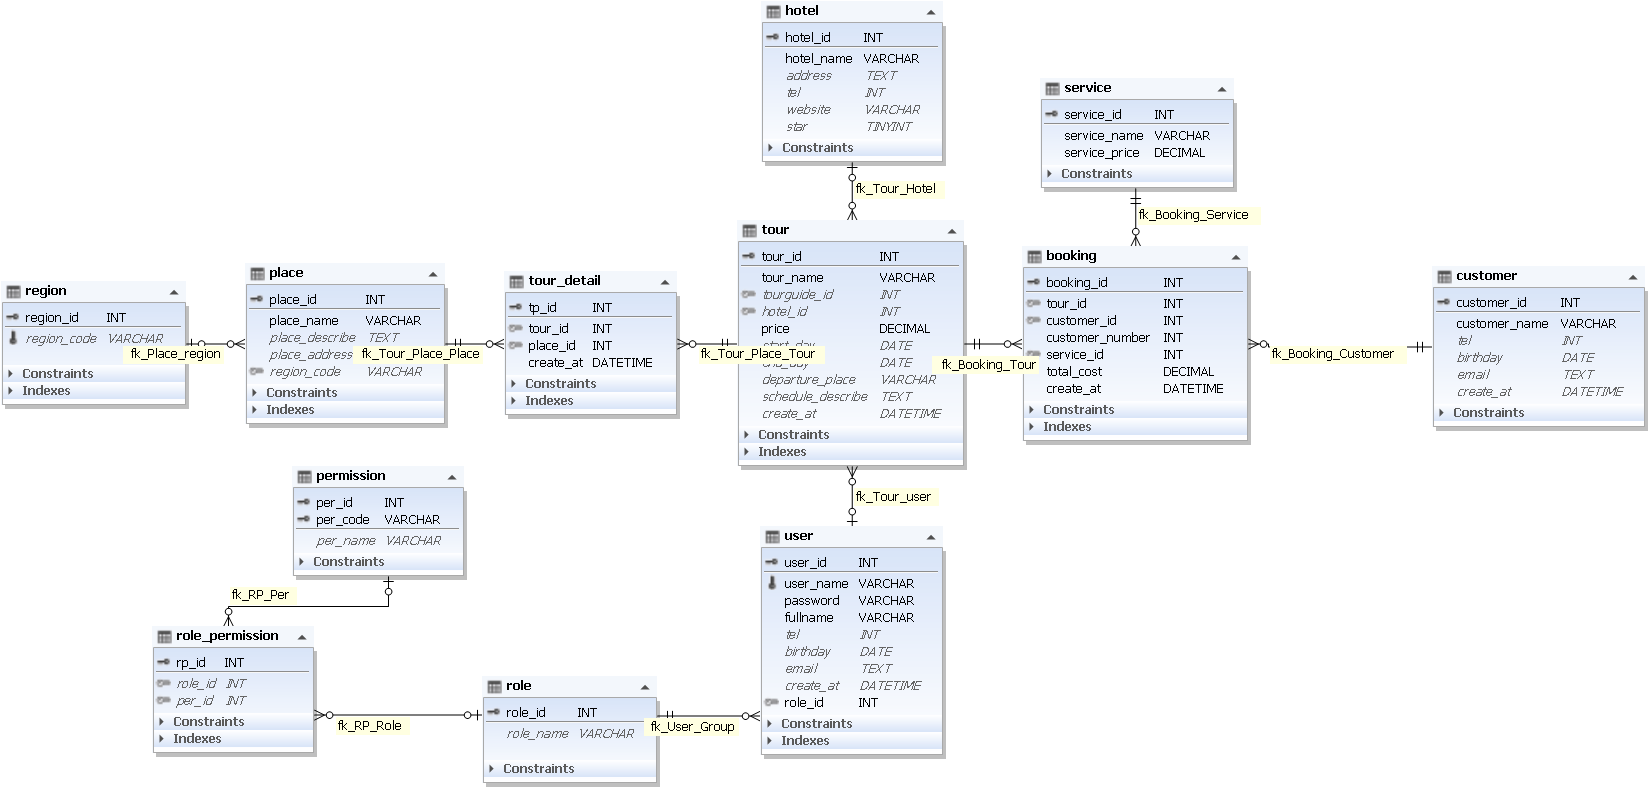 hotel
hotel_id INT
hotel_name VARCHAR
address TEXT
tel INT
website VARCHAR
star TINYINT
Constraints
fk_Tour_Hotel
service
service_id INT
service_name VARCHAR
service_price DECIMAL
Constraints
fk_Booking_Service
region
region_id INT
region_code VARCHAR
Constraints
Indexes
fk_Place_region
place
place_id INT
place_name VARCHAR
place_describe TEXT
place_address
region_code VARCHAR
Constraints
Indexes
fk_Tour_Place_Place
tour_detail
tp_id INT
tour_id INT
place_id INT
create_at DATETIME
Constraints
Indexes
fk_Tour_Place_Tour
tour
tour_id INT
tour_name VARCHAR
tourguide_id INT
hotel_id INT
price DECIMAL
start_day DATE
end_day DATE
departure_place VARCHAR
schedule_describe TEXT
create_at DATETIME
Constraints
Indexes
fk_Booking_Tour
booking
booking_id INT
tour_id INT
customer_id INT
customer_number INT
service_id INT
total_cost DECIMAL
create_at DATETIME
Constraints
Indexes
fk_Booking_Customer
customer
customer_id INT
customer_name VARCHAR
tel INT
birthday DATE
email TEXT
create_at DATETIME
Constraints
fk_Tour_user
permission
per_id INT
per_code VARCHAR
per_name VARCHAR
Constraints
fk_RP_Per
role_permission
rp_id INT
role_id INT
per_id INT
Constraints
Indexes
fk_RP_Role
role
role_id INT
role_name VARCHAR
Constraints
fk_User_Group
user
user_id INT
user_name VARCHAR
password VARCHAR
fullname VARCHAR
tel INT
birthday DATE
email TEXT
create_at DATETIME
role_id INT
Constraints
Indexes